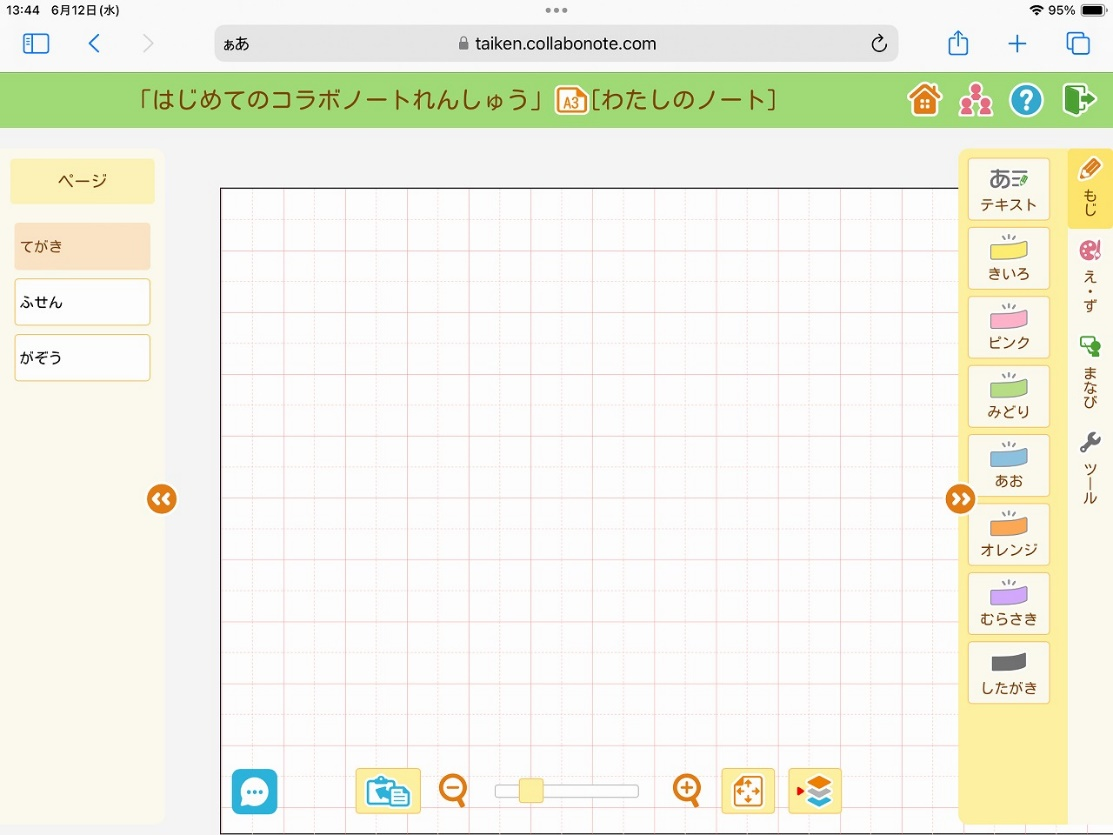 13:44 6月12日(水)
95%
ぁあ
taiken.collabonote.com
「はじめてのコラボノートれんしゅう」 A3 [わたしのノート]
?
ページ
てがき
ふせん
がぞう
あ
テキスト
きいろ
ピンク
みどり
あお
オレンジ
むらさき
したがき
もじ
え・ず
まなび
ツール